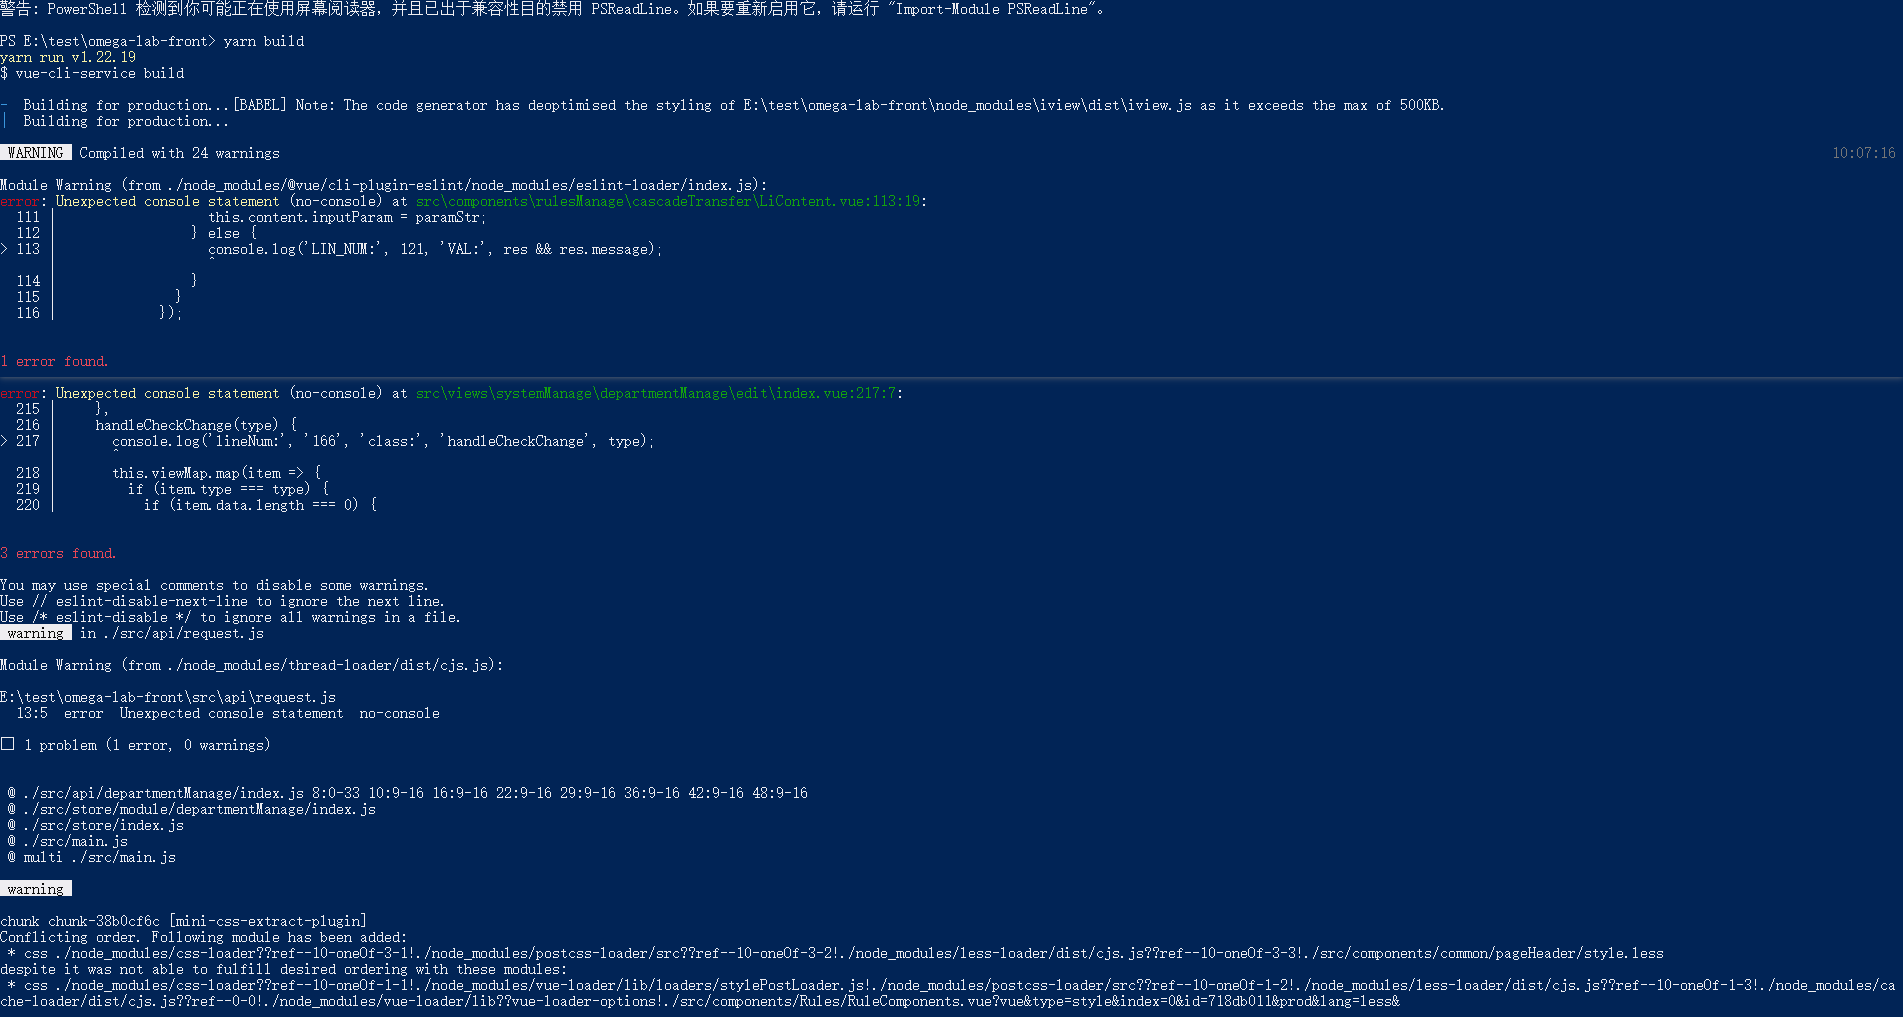 警告: PowerShell 检测到你可能正在使用屏幕阅读器，并且已出于兼容性目的禁用 PSReadLine。如果要重新启用它，请运行 "Import-Module PSReadLine"。
PS E:\test\omega-lab-front> yarn build
yarn run v1.22.19
$ vue-cli-service build
-  Building for production...[BABEL] Note: The code generator has deoptimised the styling of E:\test\omega-lab-front\node_modules\iview\dist\iview.js as it exceeds the max of 500KB.
|  Building for production...
WARNING  Compiled with 24 warnings 10:07:16
Module Warning (from ./node_modules/@vue/cli-plugin-eslint/node_modules/eslint-loader/index.js):
error: Unexpected console statement (no-console) at src\components\rulesManage\cascadeTransfer\LiContent.vue:113:19:
  111 |                   this.content.inputParam = paramStr;
  112 |                 } else {
> 113 |                   console.log('LIN_NUM:', 121, 'VAL:', res && res.message);
      |                   ^
  114 |                 }
  115 |               }
  116 |             });
1 error found.
error: Unexpected console statement (no-console) at src\views\systemManage\departmentManage\edit\index.vue:217:7:
  215 |     },
  216 |     handleCheckChange(type) {
> 217 |       console.log('lineNum:', '166', 'class:', 'handleCheckChange', type);
      |       ^
  218 |       this.viewMap.map(item => {
  219 |         if (item.type === type) {
  220 |           if (item.data.length === 0) {
3 errors found.
You may use special comments to disable some warnings.
Use // eslint-disable-next-line to ignore the next line.
Use /* eslint-disable */ to ignore all warnings in a file.
warning  in ./src/api/request.js
Module Warning (from ./node_modules/thread-loader/dist/cjs.js):
E:\test\omega-lab-front\src\api\request.js
  13:5  error  Unexpected console statement  no-console
□ 1 problem (1 error, 0 warnings)
 @ ./src/api/departmentManage/index.js 8:0-33 10:9-16 16:9-16 22:9-16 29:9-16 36:9-16 42:9-16 48:9-16
 @ ./src/store/module/departmentManage/index.js
 @ ./src/store/index.js
 @ ./src/main.js
 @ multi ./src/main.js
warning
chunk chunk-38b0cf6c [mini-css-extract-plugin]
Conflicting order. Following module has been added:
 * css ./node_modules/css-loader??ref--10-oneOf-3-1!./node_modules/postcss-loader/src??ref--10-oneOf-3-2!./node_modules/less-loader/dist/cjs.js??ref--10-oneOf-3-3!./src/components/common/pageHeader/style.less
despite it was not able to fulfill desired ordering with these modules:
 * css ./node_modules/css-loader??ref--10-oneOf-1-1!./node_modules/vue-loader/lib/loaders/stylePostLoader.js!./node_modules/postcss-loader/src??ref--10-oneOf-1-2!./node_modules/less-loader/dist/cjs.js??ref--10-oneOf-1-3!./node_modules/ca
che-loader/dist/cjs.js??ref--0-0!./node_modules/vue-loader/lib??vue-loader-options!./src/components/Rules/RuleComponents.vue?vue&type=style&index=0&id=718db011&prod&lang=less&